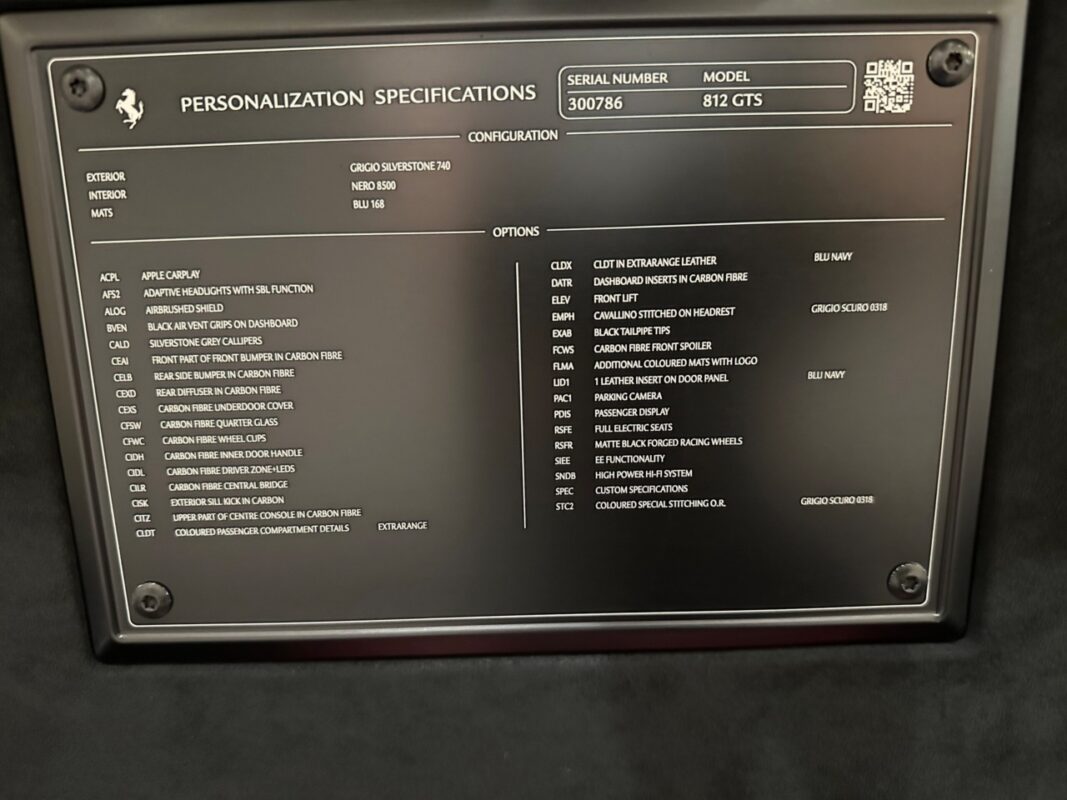 PERSONALIZATION SPECIFICATIONS
SERIAL NUMBER MODEL
300786 812 GTS
CONFIGURATION
EXTERIOR GRIGIO SILVERSTONE 740
INTERIOR NERO 8500
MATS BLU 168
OPTIONS
ACPL APPLE CARPLAY
AFS2 ADAPTIVE HEADLIGHTS WITH SBL FUNCTION
ALOG AIRBRUSHED SHIELD
BVEN BLACK AIR VENT GRIPS ON DASHBOARD
CALD SILVERSTONE GREY CALLIPERS
CEAI FRONT PART OF FRONT BUMPER IN CARBON FIBRE
CELB REAR SIDE BUMPER IN CARBON FIBRE
CEXD REAR DIFFUSER IN CARBON FIBRE
CEXS CARBON FIBRE UNDERDOOR COVER
CFSW CARBON FIBRE QUARTER GLASS
CFWC CARBON FIBRE WHEEL CUPS
CIDH CARBON FIBRE INNER DOOR HANDLE
CIDL CARBON FIBRE DRIVER ZONE+LEDS
CILR CARBON FIBRE CENTRAL BRIDGE
CISK EXTERIOR SILL KICK IN CARBON
CITZ UPPER PART OF CENTRE CONSOLE IN CARBON FIBRE
CLDT COLOURED PASSENGER COMPARTMENT DETAILS EXTRARANGE
CLDX CLDT IN EXTRARANGE LEATHER BLU NAVY
DATR DASHBOARD INSERTS IN CARBON FIBRE
ELEV FRONT LIFT
EMPH CAVALLINO STITCHED ON HEADREST GRIGIO SCURO 0318
EXAB BLACK TAILPIPE TIPS
FCWS CARBON FIBRE FRONT SPOILER
FLMA ADDITIONAL COLOURED MATS WITH LOGO
LID1 1 LEATHER INSERT ON DOOR PANEL BLU NAVY
PAC1 PARKING CAMERA
PDIS PASSENGER DISPLAY
RSFE FULL ELECTRIC SEATS
RSFR MATTE BLACK FORGED RACING WHEELS
SIEE EE FUNCTIONALITY
SNDB HIGH POWER HI-FI SYSTEM
SPEC CUSTOM SPECIFICATIONS
STC2 COLOURED SPECIAL STITCHING O.R. GRIGIO SCURO 0318